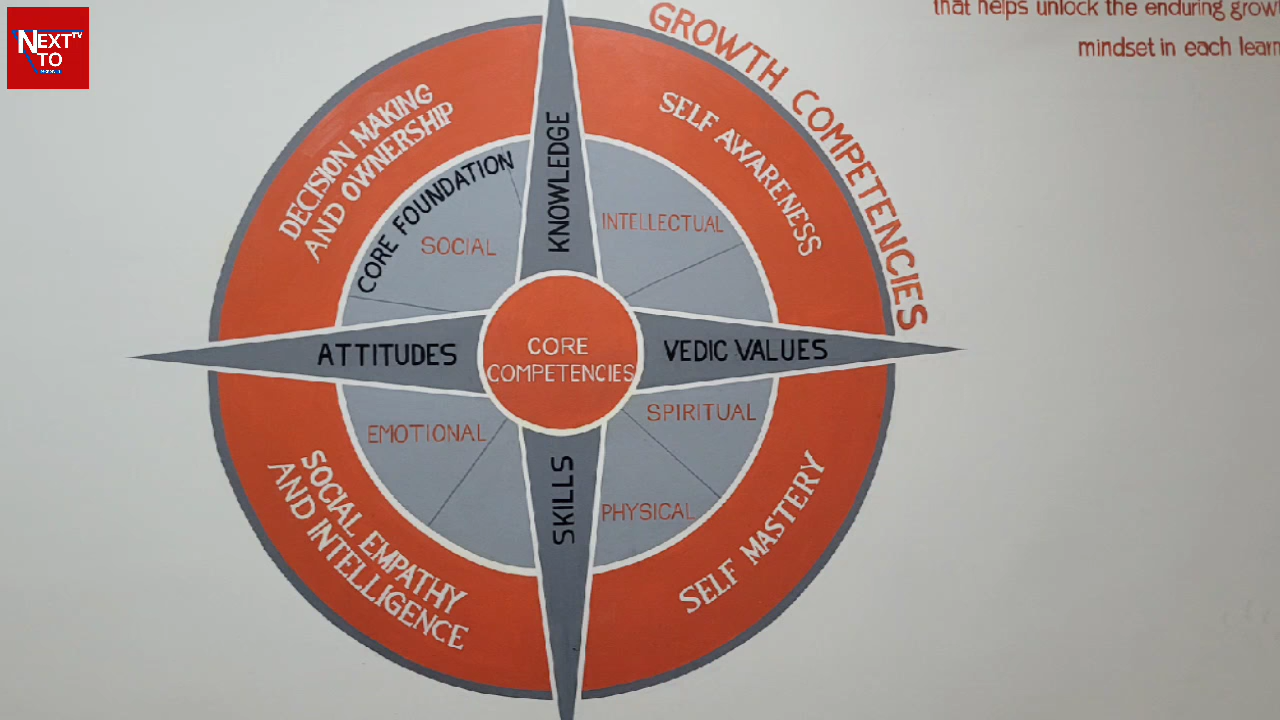 NEXT TV
TO
that helps unlock the enduring
mindset in each
GROWTH COMPETENCIES
DECISION MAKING
AND OWNERSHIP
SELF AWARENESS
CORE FOUNDATION
KNOWLEDGE
SOCIAL
INTELLECTUAL
ATTITUDES
CORE
COMPETENCIES
VEDIC VALUES
EMOTIONAL
SPIRITUAL
SKILLS
PHYSICAL
SOCIAL EMPATHY
AND INTELLIGENCE
SELF MASTERY